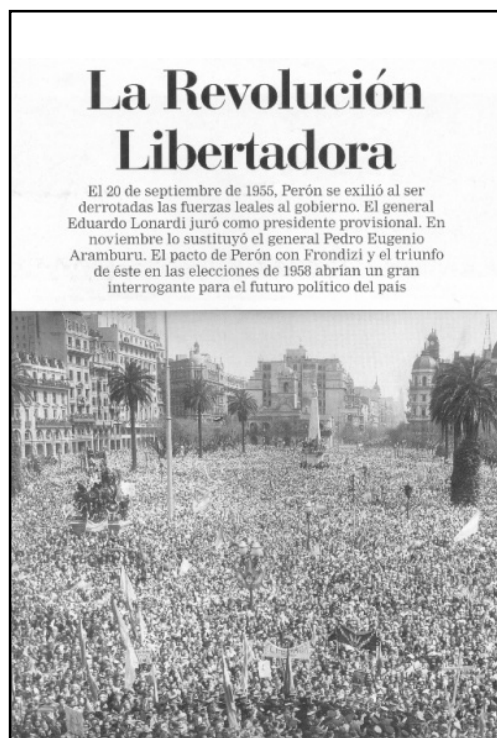 La Revolución
Libertadora
El 20 de septiembre de 1955, Perón se exilió al ser
derrotadas las fuerzas leales al gobierno. El general
Eduardo Lonardi juró como presidente provisional. En
noviembre lo sustituyó el general Pedro Eugenio
Aramburu. El pacto de Perón con Frondizi y el triunfo
de éste en las elecciones de 1958 abrían un gran
interrogante para el futuro político del país